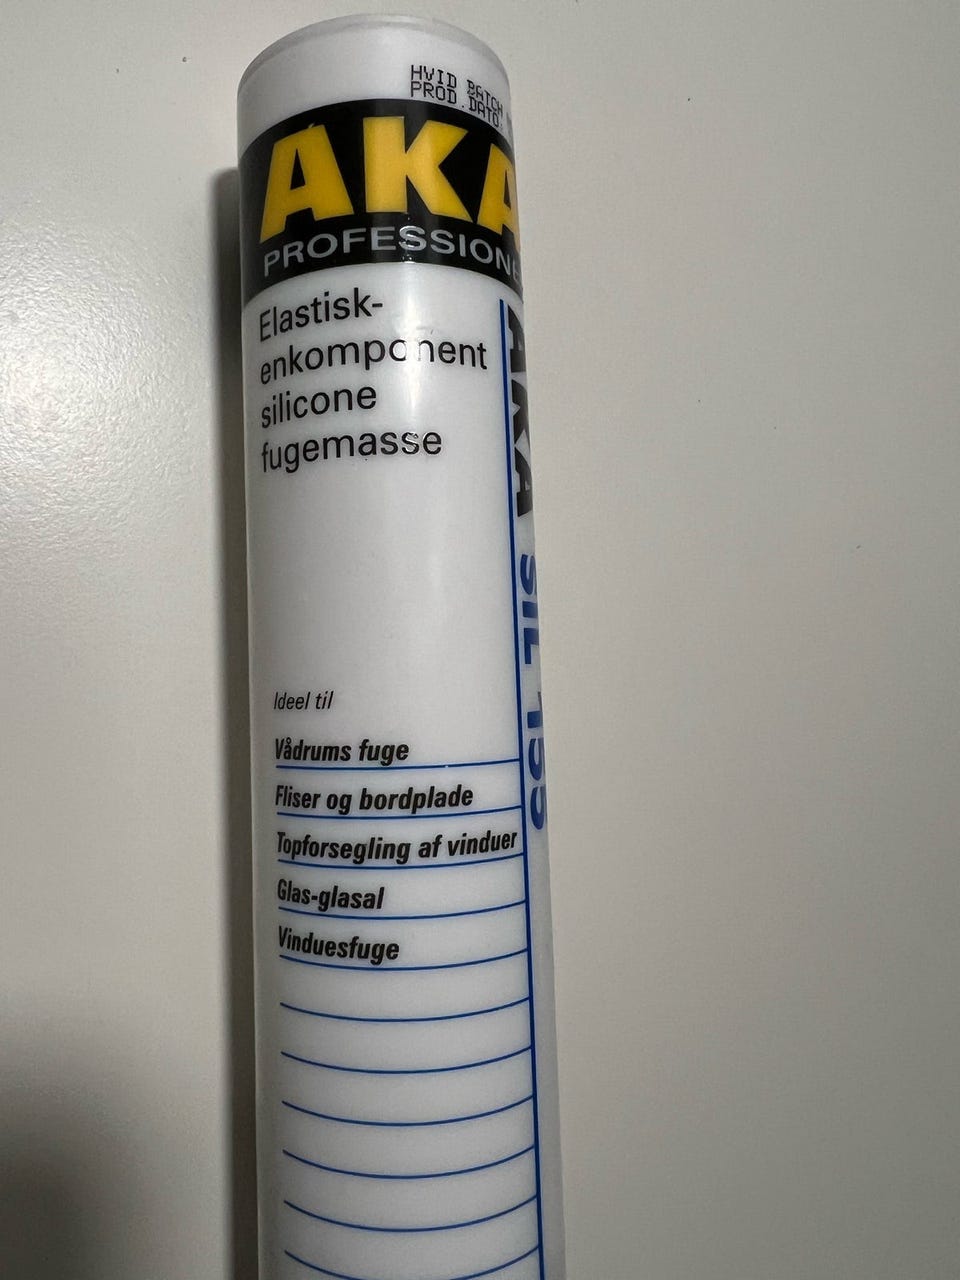 HVID BATCH
PROD.DATO.
AKA
PROFESSIONE
Elastisk-
enkomponent
silicone
fugemasse
AKA SIL 155
Ideel til
Vådrums fuge
Fliser og bordplade
Topforsegling af vinduer
Glas-glasal
Vinduesfuge